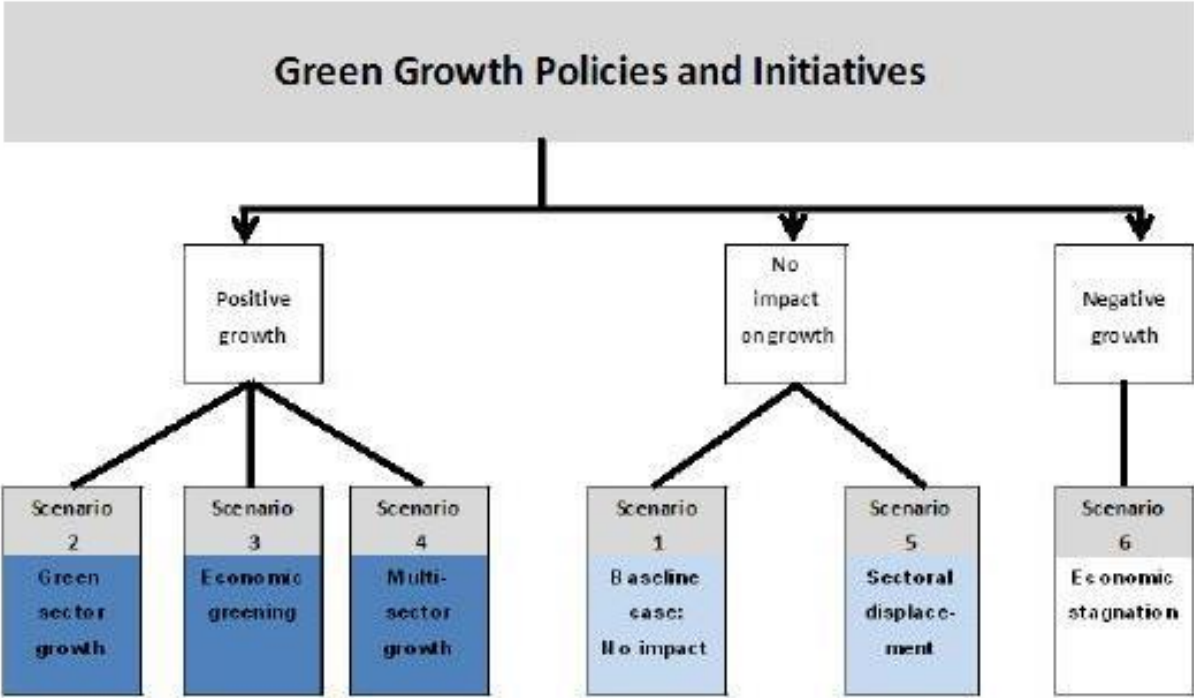 Green Growth Policies and Initiatives
Positive
growth
No
impact
on growth
Negative
growth
Scenario
2
Green
sector
growth
Scenario
3
Economic
greening
Scenario
4
Multi-
sector
growth
Scenario
1
Baseline
case:
No impact
Scenario
5
Sectoral
displace-
ment
Scenario
6
Economic
stagnation